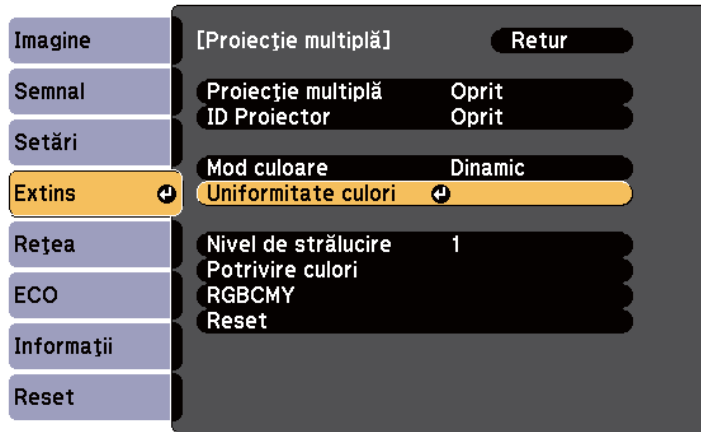 Imagine
Semnal
Setări
Extins
Reţea
ECO
Informaţii
Reset
[Proiecţie multiplă] Retur
Proiecţie multiplă Oprit
ID Proiector Oprit
Mod culoare Dinamic
Uniformitate culori
Nivel de strălucire 1
Potrivire culori
RGBCMY
Reset